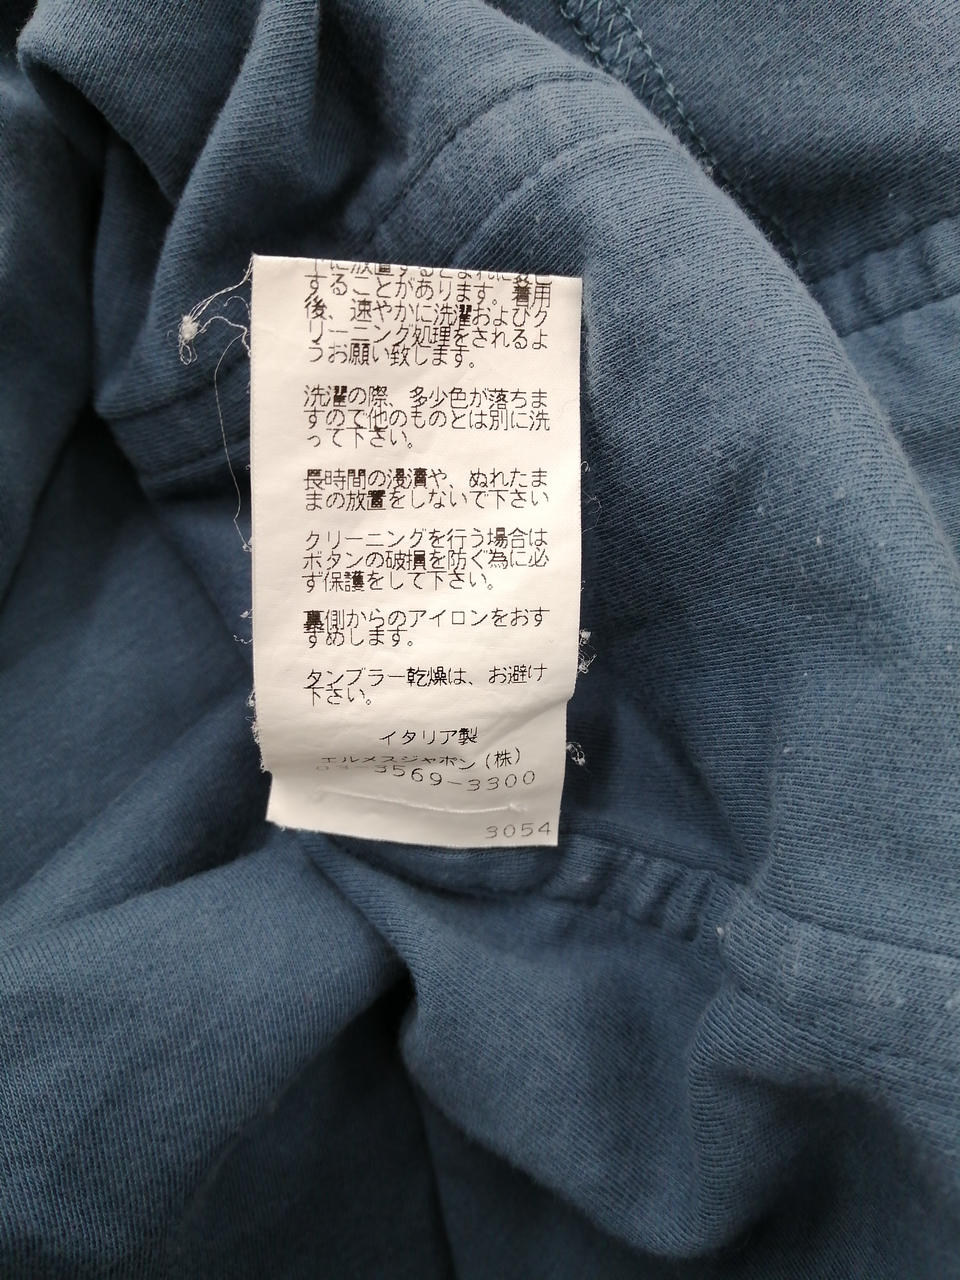 することがあります。着用
後、速やかに洗濯およびク
リーニング処理をされるよ
うお願い致します。
洗濯の際、多少色が落ちま
すので他のものとは別に洗
って下さい。
長時間の浸漬や、ぬれたま
まの放置をしないで下さい
クリーニングを行う場合は
ボタンの破損を防ぐ為に必
ず保護をして下さい。
裏側からのアイロンをおす
すめします。
タンブラー乾燥は、お避け
下さい。
イタリア製
エルメスジャポン(株)
03-3569-3300
3054